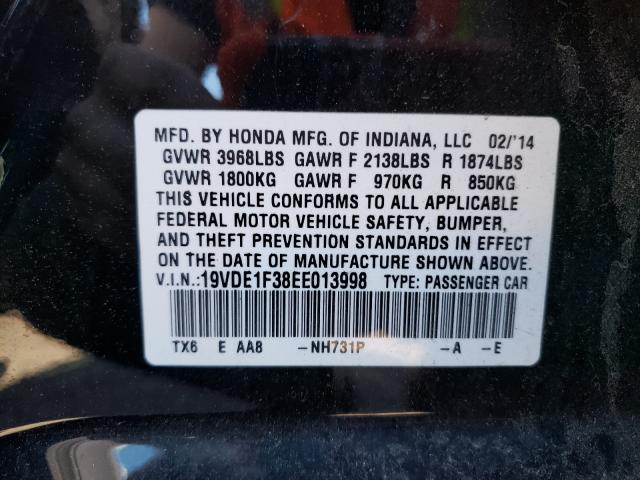 MFD. BY HONDA MFG. OF INDIANA, LLC 02/'14
GVWR 3968LBS GAWR F 2138LBS R 1874LBS
GVWR 1800KG GAWR F 970KG R 850KG
THIS VEHICLE CONFORMS TO ALL APPLICABLE
FEDERAL MOTOR VEHICLE SAFETY, BUMPER,
AND THEFT PREVENTION STANDARDS IN EFFECT
ON THE DATE OF MANUFACTURE SHOWN ABOVE.
V.I.N.:19VDE1F38EE013998 TYPE: PASSENGER CAR
TX6 E AA8 -NH731P -A -E